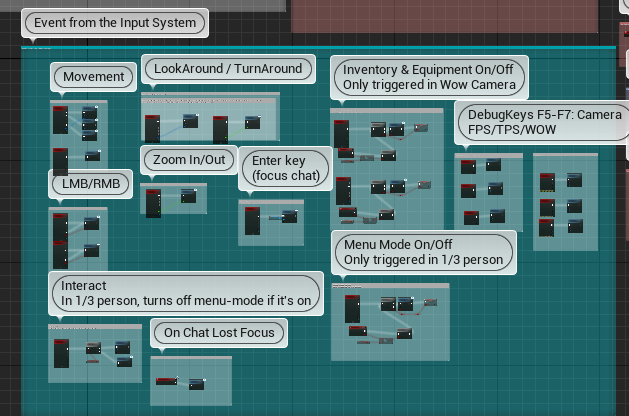 Event from the Input System
Movement
LookAround / TurnAround
Inventory & Equipment On/Off
Only triggered in Wow Camera
DebugKeys F5-F7: Camera
FPS/TPS/WOW
Zoom In/Out
Enter key
(focus chat)
LMB/RMB
Menu Mode On/Off
Only triggered in 1/3 person
Interact
In 1/3 person, turns off menu-mode if it's on
On Chat Lost Focus